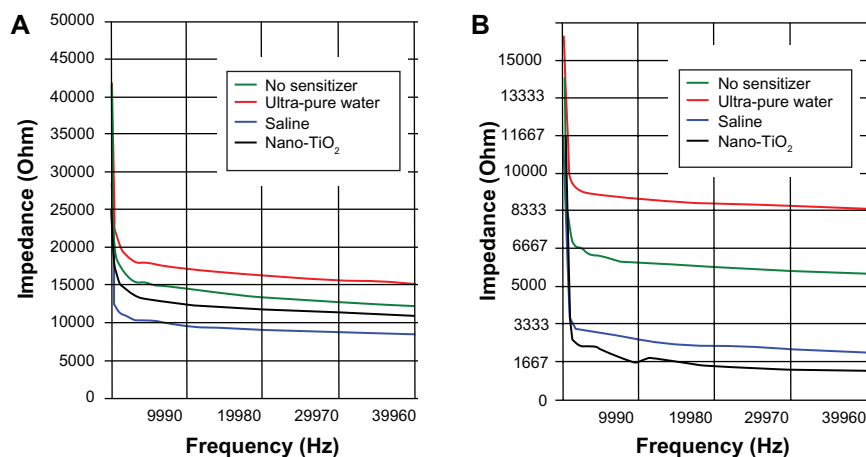 A
50000
45000
40000
35000
30000
25000
20000
15000
10000
5000
0
Impedance (Ohm)
No sensitizer
Ultra-pure water
Saline
Nano-TiO₂
9990 19980 29970 39960
Frequency (Hz)
B
15000
13333
11667
10000
8333
6667
5000
3333
1667
0
Impedance (Ohm)
No sensitizer
Ultra-pure water
Saline
Nano-TiO₂
9990 19980 29970 39960
Frequency (Hz)